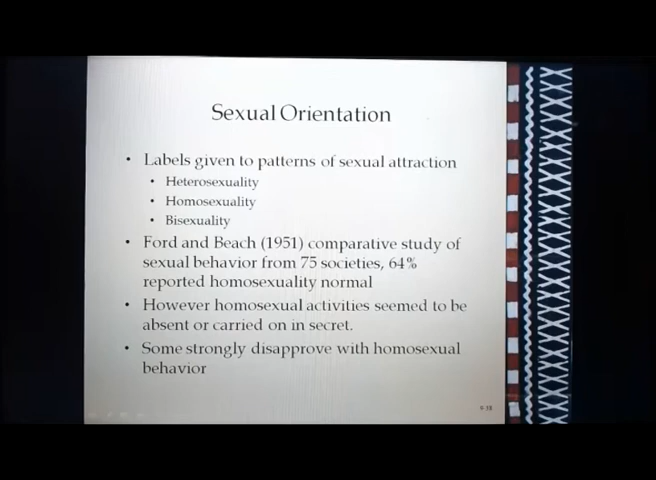 Sexual Orientation
• Labels given to patterns of sexual attraction
• Heterosexuality
• Homosexuality
• Bisexuality
• Ford and Beach (1951) comparative study of
sexual behavior from 75 societies, 64%
reported homosexuality normal
• However homosexual activities seemed to be
absent or carried on in secret.
• Some strongly disapprove with homosexual
behavior